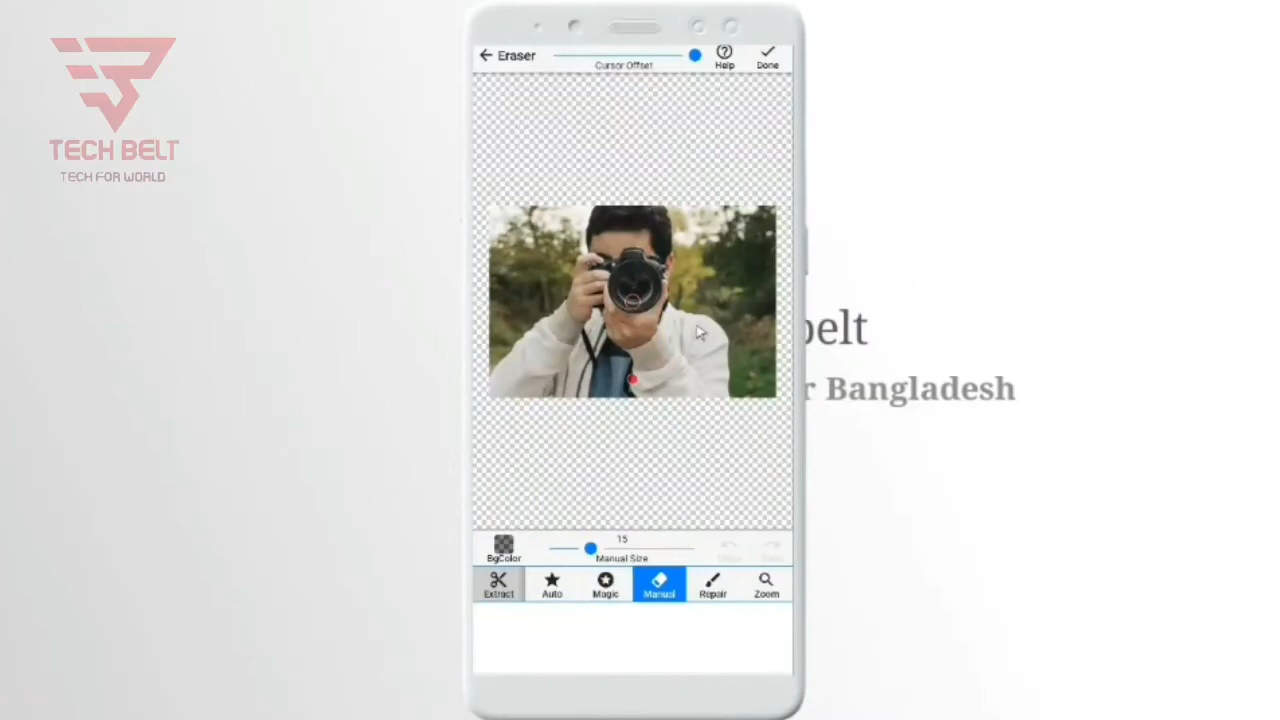 TECH BELT
TECH FOR WORLD
Eraser
Cursor Offset
Help
Done
belt
r Bangladesh
15
BgColor
Manual Size
Extract
Auto
Magic
Manual
Repair
Zoom